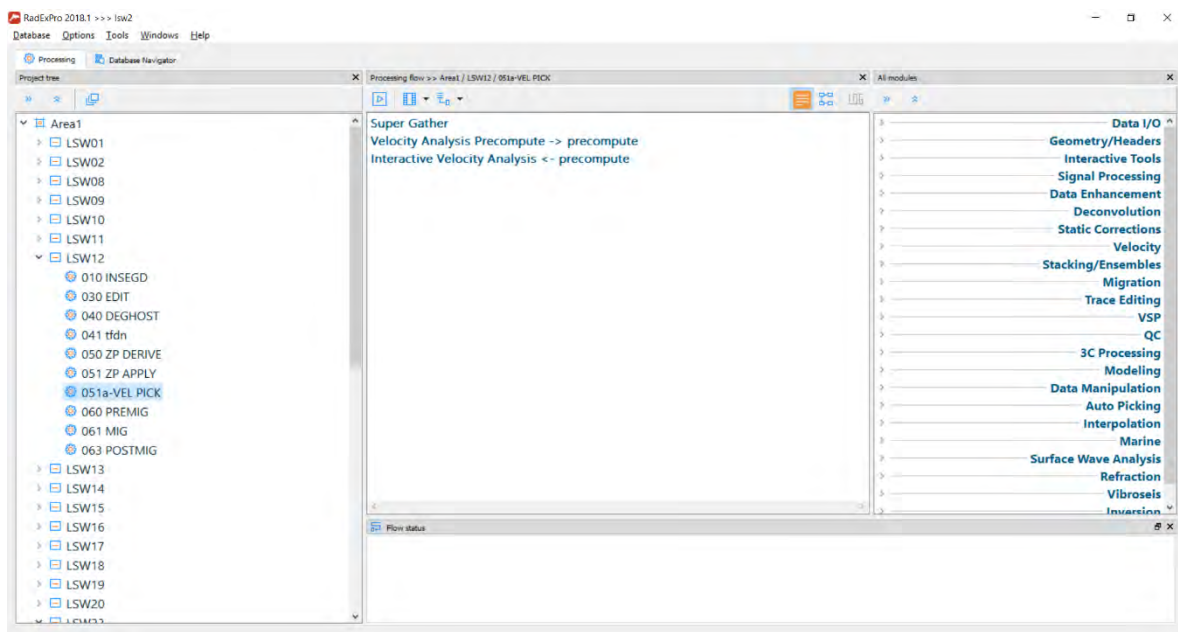 RadExPro 2018.1 >>> lsw2
Database Options Tools Windows Help
Processing Database Navigator
Project tree
Area1
LSW01
LSW02
LSW08
LSW09
LSW10
LSW11
LSW12
010 INSEGD
030 EDIT
040 DEGHOST
041 tfdn
050 ZP DERIVE
051 ZP APPLY
051a-VEL PICK
060 PREMIG
061 MIG
063 POSTMIG
LSW13
LSW14
LSW15
LSW16
LSW17
LSW18
LSW19
LSW20
Processing flow >> Area1 / LSW12 / 051a-VEL PICK
Super Gather
Velocity Analysis Precompute -> precompute
Interactive Velocity Analysis <- precompute
Flow status
All modules
Data I/O
Geometry/Headers
Interactive Tools
Signal Processing
Data Enhancement
Deconvolution
Static Corrections
Velocity
Stacking/Ensembles
Migration
Trace Editing
VSP
QC
3C Processing
Modeling
Data Manipulation
Auto Picking
Interpolation
Marine
Surface Wave Analysis
Refraction
Vibroseis
Inversion